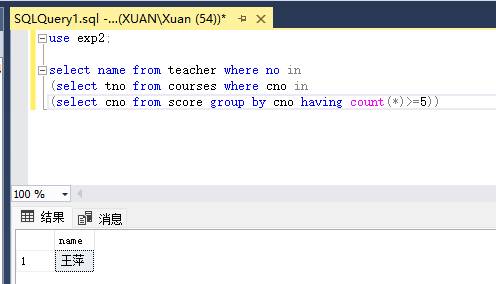 SQLQuery1.sql -...(XUAN\Xuan (54))*
use exp2;
select name from teacher where no in
(select tno from courses where cno in
(select cno from score group by cno having count(*)>=5))
100 %
结果 消息
name
1 王萍